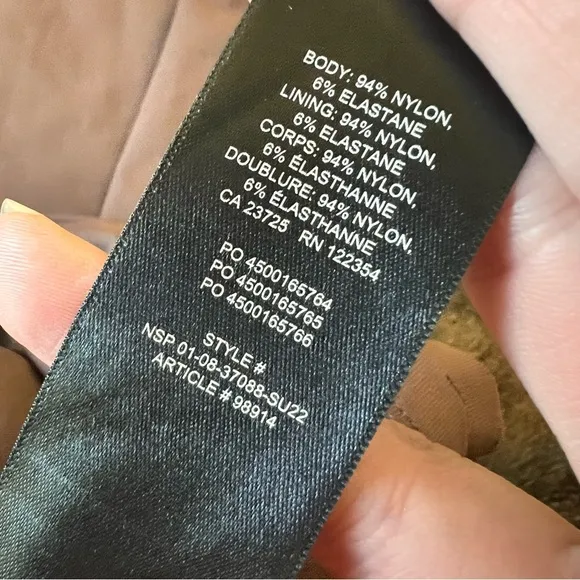 BODY: 94% NYLON,
6% ELASTANE
LINING: 94% NYLON,
6% ELASTANE
CORPS: 94% NYLON,
6% ÉLASTHANNE
DOUBLURE: 94% NYLON,
6% ÉLASTHANNE
CA 23725 RN 122354
PO 4500165764
PO 4500165765
PO 4500165766
STYLE #
NSP 01-08-37088-SU22
ARTICLE # 98914